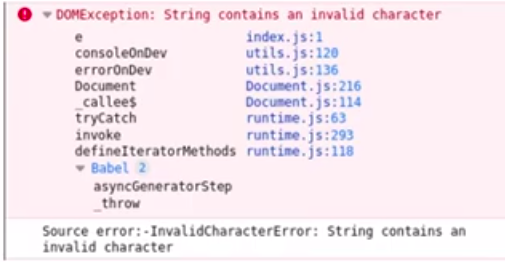 DOMException: String contains an invalid character
e index.js:1
consoleOnDev utils.js:120
errorOnDev utils.js:136
Document Document.js:216
_callee$ Document.js:114
tryCatch runtime.js:63
invoke runtime.js:293
defineIteratorMethods runtime.js:118
Babel 2
asyncGeneratorStep
_throw
Source error:-InvalidCharacterError: String contains an
invalid character